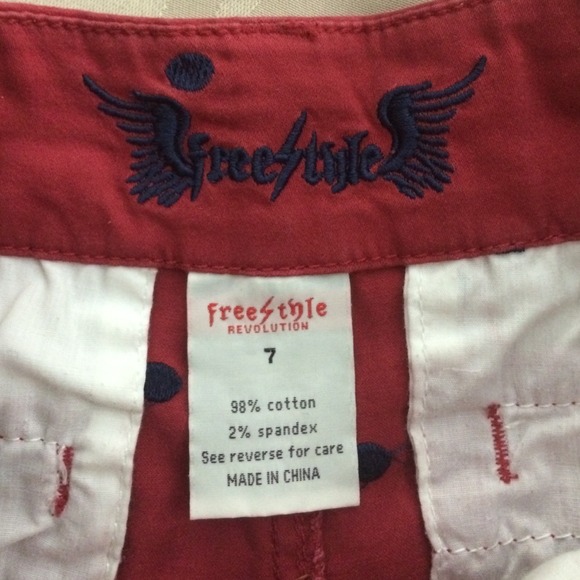 freestyle
freestyle
REVOLUTION
7
98% cotton
2% spandex
See reverse for care
MADE IN CHINA